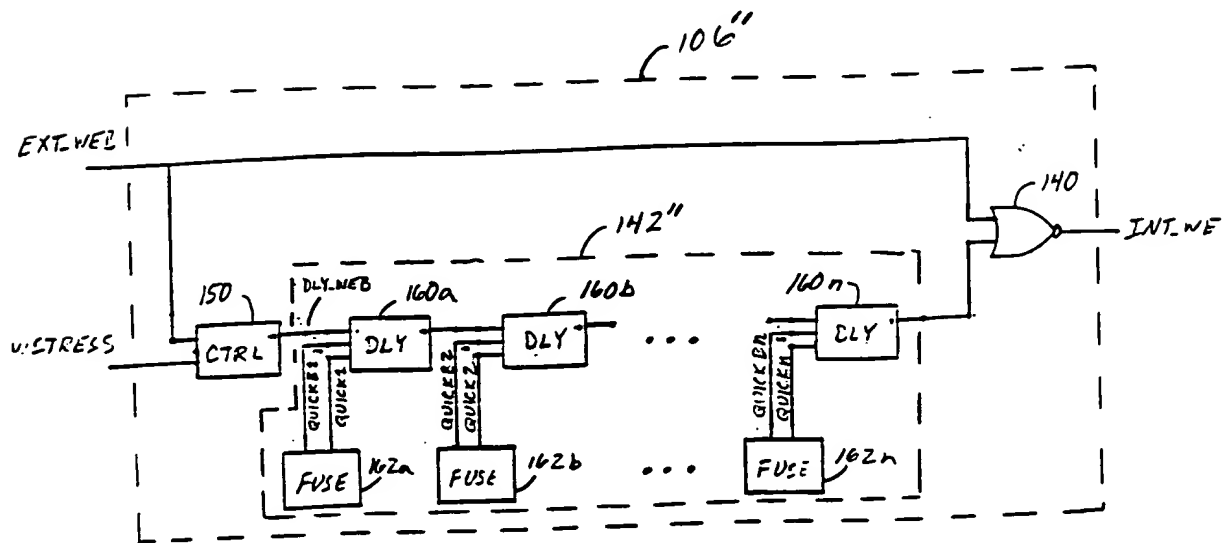 106"
EXT_WEB
140
INT_WE
142"
150
DLY_WEB
160a
160b
160n
W_STRESS
CTRL
DLY
DLY
DLY
QUICKB1
QUICK1
QUICKB2
QUICK2
QUICKBn
QUICKn
FUSE
162a
FUSE
162b
FUSE
162n